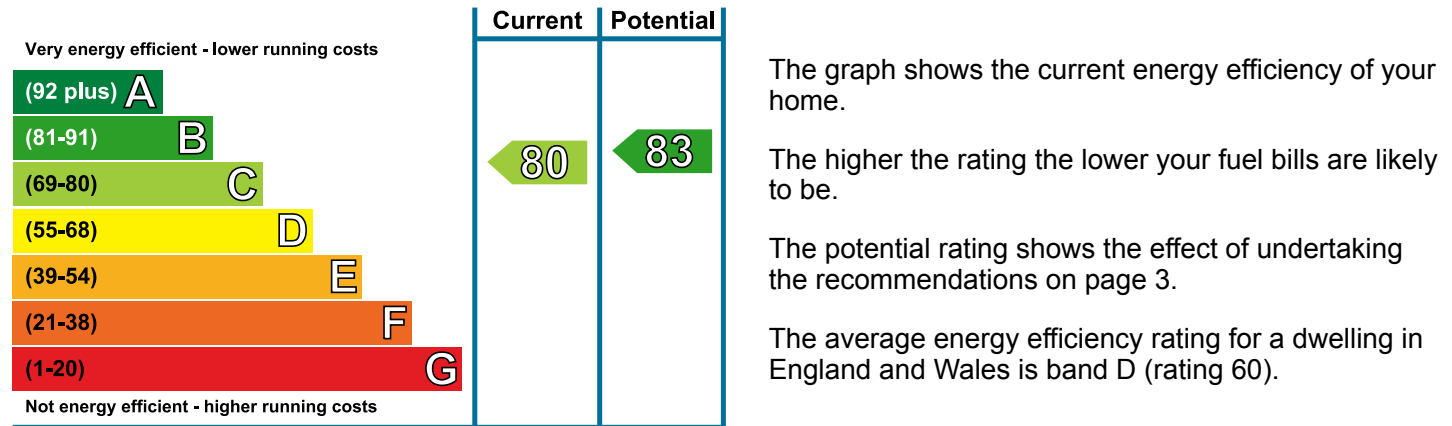 Current Potential
Very energy efficient - lower running costs
(92 plus) A
(81-91) B
(69-80) C
(55-68) D
(39-54) E
(21-38) F
(1-20) G
Not energy efficient - higher running costs
80
83
The graph shows the current energy efficiency of your
home.
The higher the rating the lower your fuel bills are likely
to be.
The potential rating shows the effect of undertaking
the recommendations on page 3.
The average energy efficiency rating for a dwelling in
England and Wales is band D (rating 60).